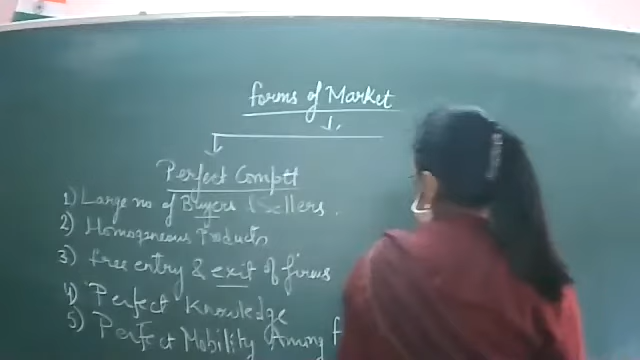 forms of Market
Perfect Comptt
1) Large no of Buyers & Sellers.
2) Homogeneous Products
3) free entry & exit of firms
4) Perfect Knowledge
5) Perfect Mobility Among f